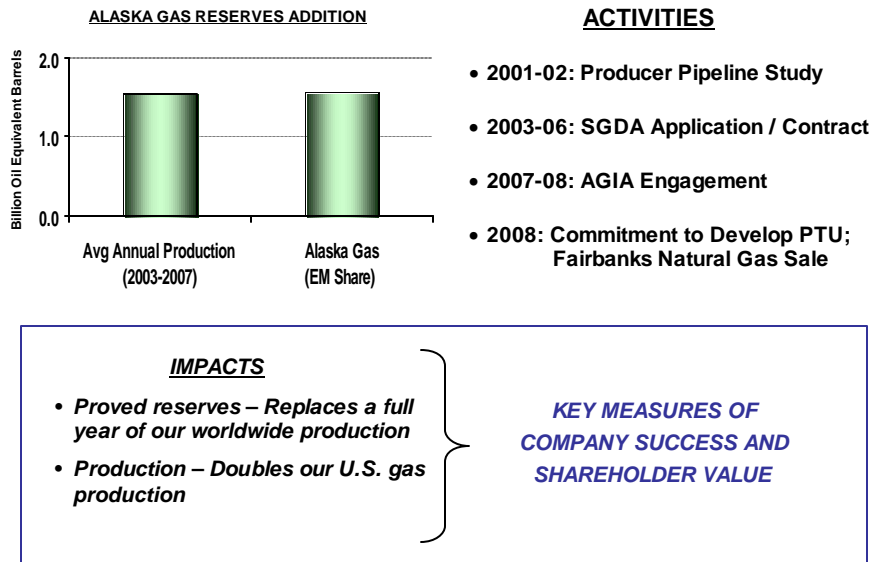 ALASKA GAS RESERVES ADDITION
Billion Oil Equivalent Barrels
2.0
1.0
0.0
Avg Annual Production
(2003-2007)
Alaska Gas
(EM Share)
ACTIVITIES
• 2001-02: Producer Pipeline Study
• 2003-06: SGDA Application / Contract
• 2007-08: AGIA Engagement
• 2008: Commitment to Develop PTU;
Fairbanks Natural Gas Sale
IMPACTS
• Proved reserves – Replaces a full
year of our worldwide production
• Production – Doubles our U.S. gas
production
KEY MEASURES OF
COMPANY SUCCESS AND
SHAREHOLDER VALUE